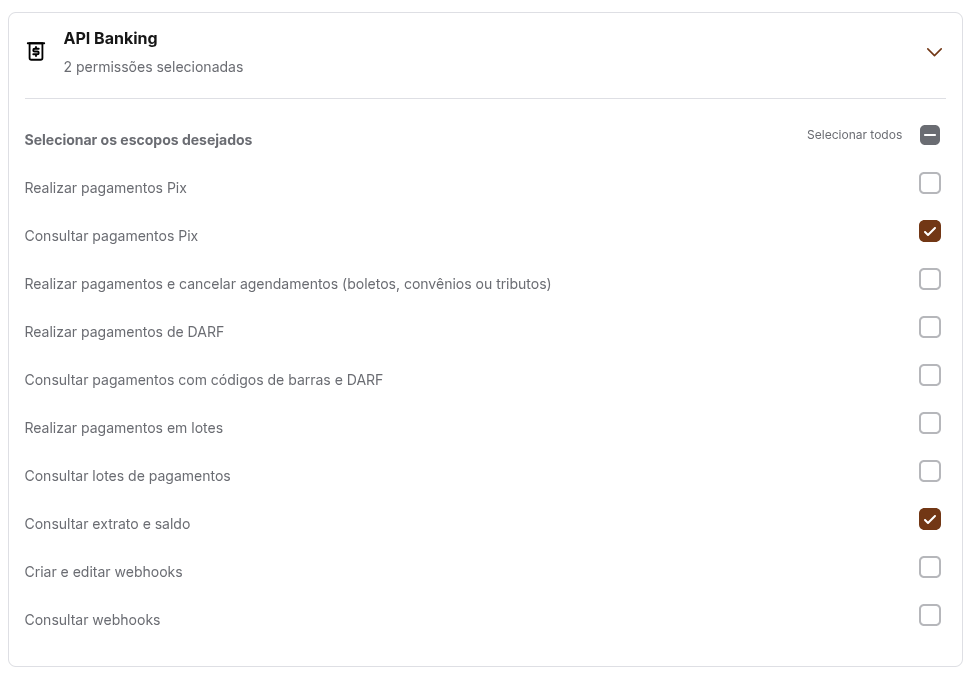 API Banking
2 permissões selecionadas
Selecionar os escopos desejados
Selecionar todos
Realizar pagamentos Pix
Consultar pagamentos Pix
Realizar pagamentos e cancelar agendamentos (boletos, convênios ou tributos)
Realizar pagamentos de DARF
Consultar pagamentos com códigos de barras e DARF
Realizar pagamentos em lotes
Consultar lotes de pagamentos
Consultar extrato e saldo
Criar e editar webhooks
Consultar webhooks